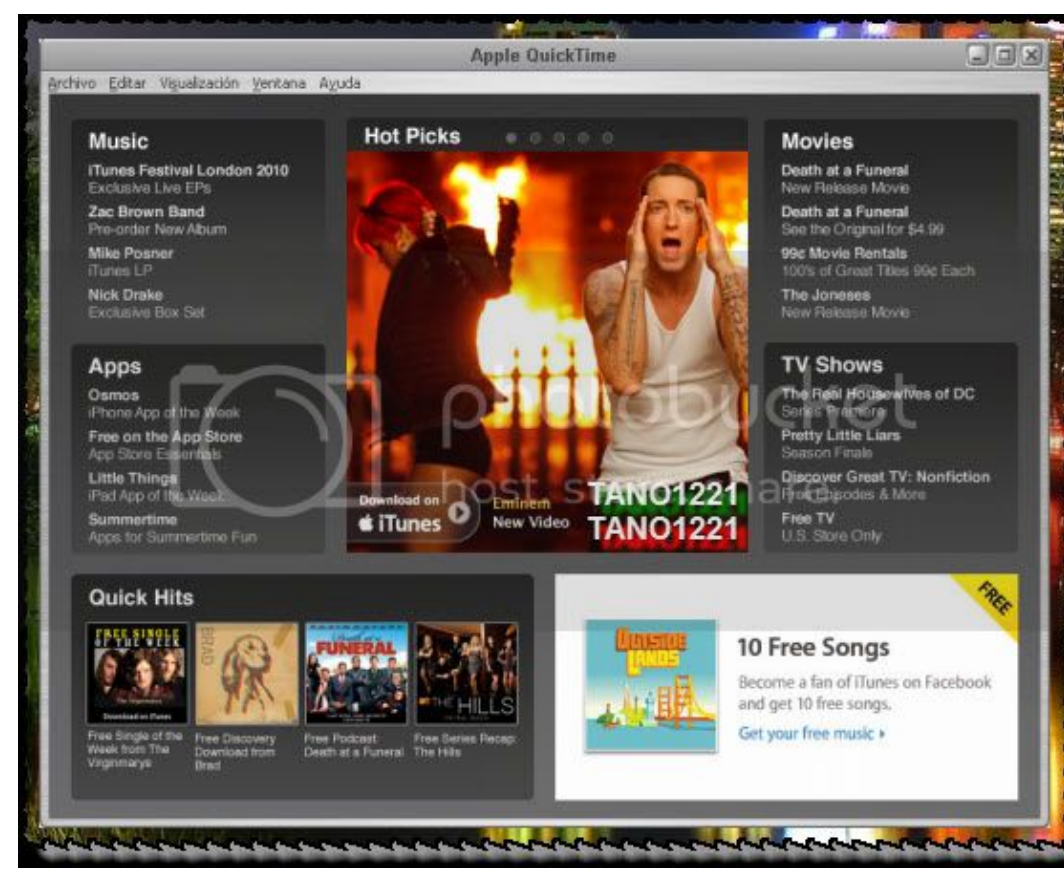 Apple QuickTime
Archivo Editar Visualización Ventana Ayuda
Music
iTunes Festival London 2010
Exclusive Live EPs
Zac Brown Band
Pre-order New Album
Mike Posner
iTunes LP
Nick Drake
Exclusive Box Set
Apps
Osmos
iPhone App of the Week
Free on the App Store
App Store Essentials
Little Things
iPad App of the Week
Summertime
Apps for Summertime Fun
Hot Picks
Download on
iTunes
Eminem
New Video
TANO1221
TANO1221
photobucket
host. s
Movies
Death at a Funeral
New Release Movie
Death at a Funeral
See the Original for $4.99
99¢ Movie Rentals
100's of Great Titles 99¢ Each
The Joneses
New Release Movie
TV Shows
The Real Housewives of DC
Series Premiere
Pretty Little Liars
Season Finale
Discover Great TV: Nonfiction
Free Episodes & More
Free TV
U.S. Store Only
Quick Hits
FREE SINGLE
OF THE WEEK
The Virginmarys
Download on iTunes
BRAD
Death at a
FUNERAL
THE HILLS
Free Single of the
Week from The
Virginmarys
Free Discovery
Download from
Brad
Free Podcast:
Death at a Funeral
Free Series Recap:
The Hills
OUTSIDE
LANDS
FREE
10 Free Songs
Become a fan of iTunes on Facebook
and get 10 free songs.
Get your free music